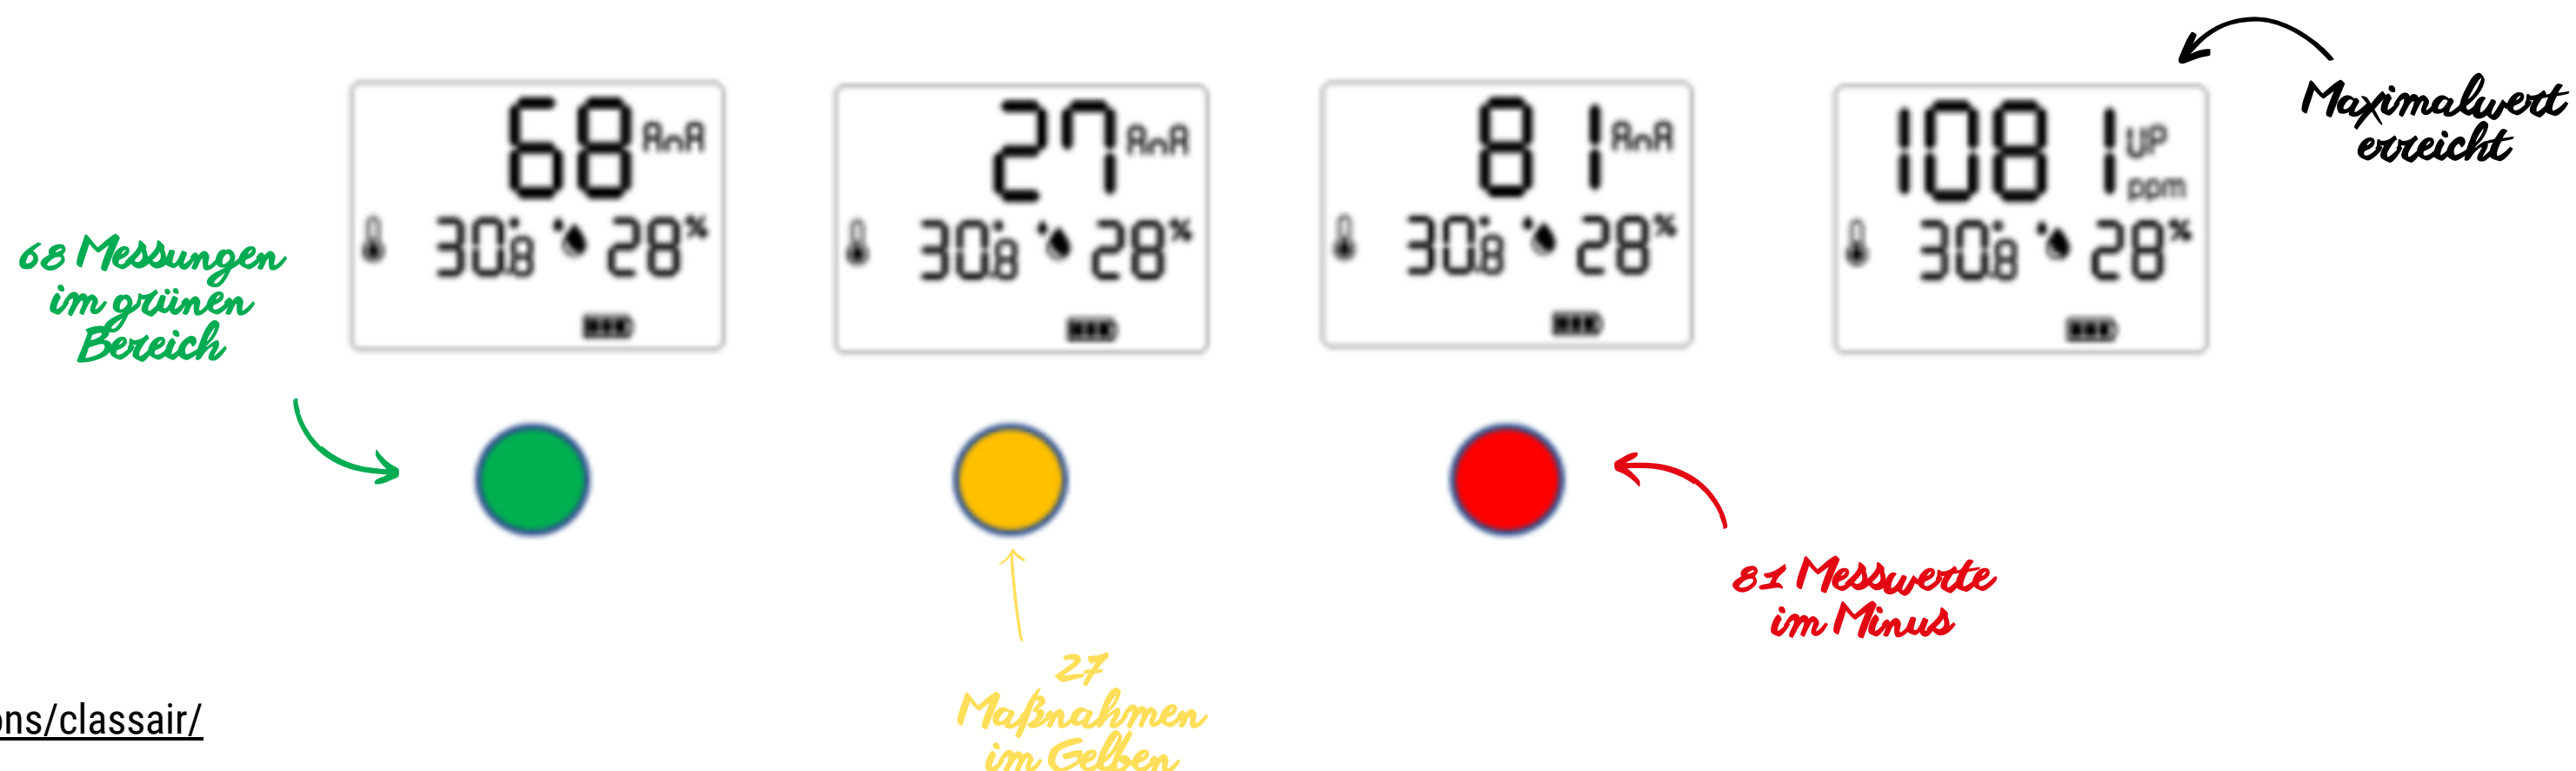 68 AnA
30.8° 28%
27 AnA
30.8° 28%
81 AnA
30.8° 28%
1081 UP
ppm
30.8° 28%
Maximalwert
erreicht
68 Messungen
im grünen
Bereich
81 Messwerte
im Minus
27
Maßnahmen
im Gelben
ons/classair/